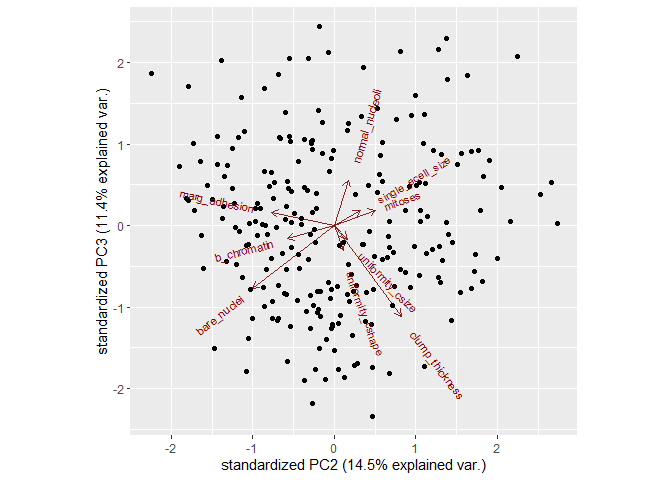 2
1
0
-1
-2
standardized PC3 (11.4% explained var.)
normal_nucleoli
single_ecell_size
mitoses
marg_adhesion
b_chromatin
bare_nuclei
uniformity_csize
uniformity_shape
clump_thickness
-2
-1
0
1
2
standardized PC2 (14.5% explained var.)